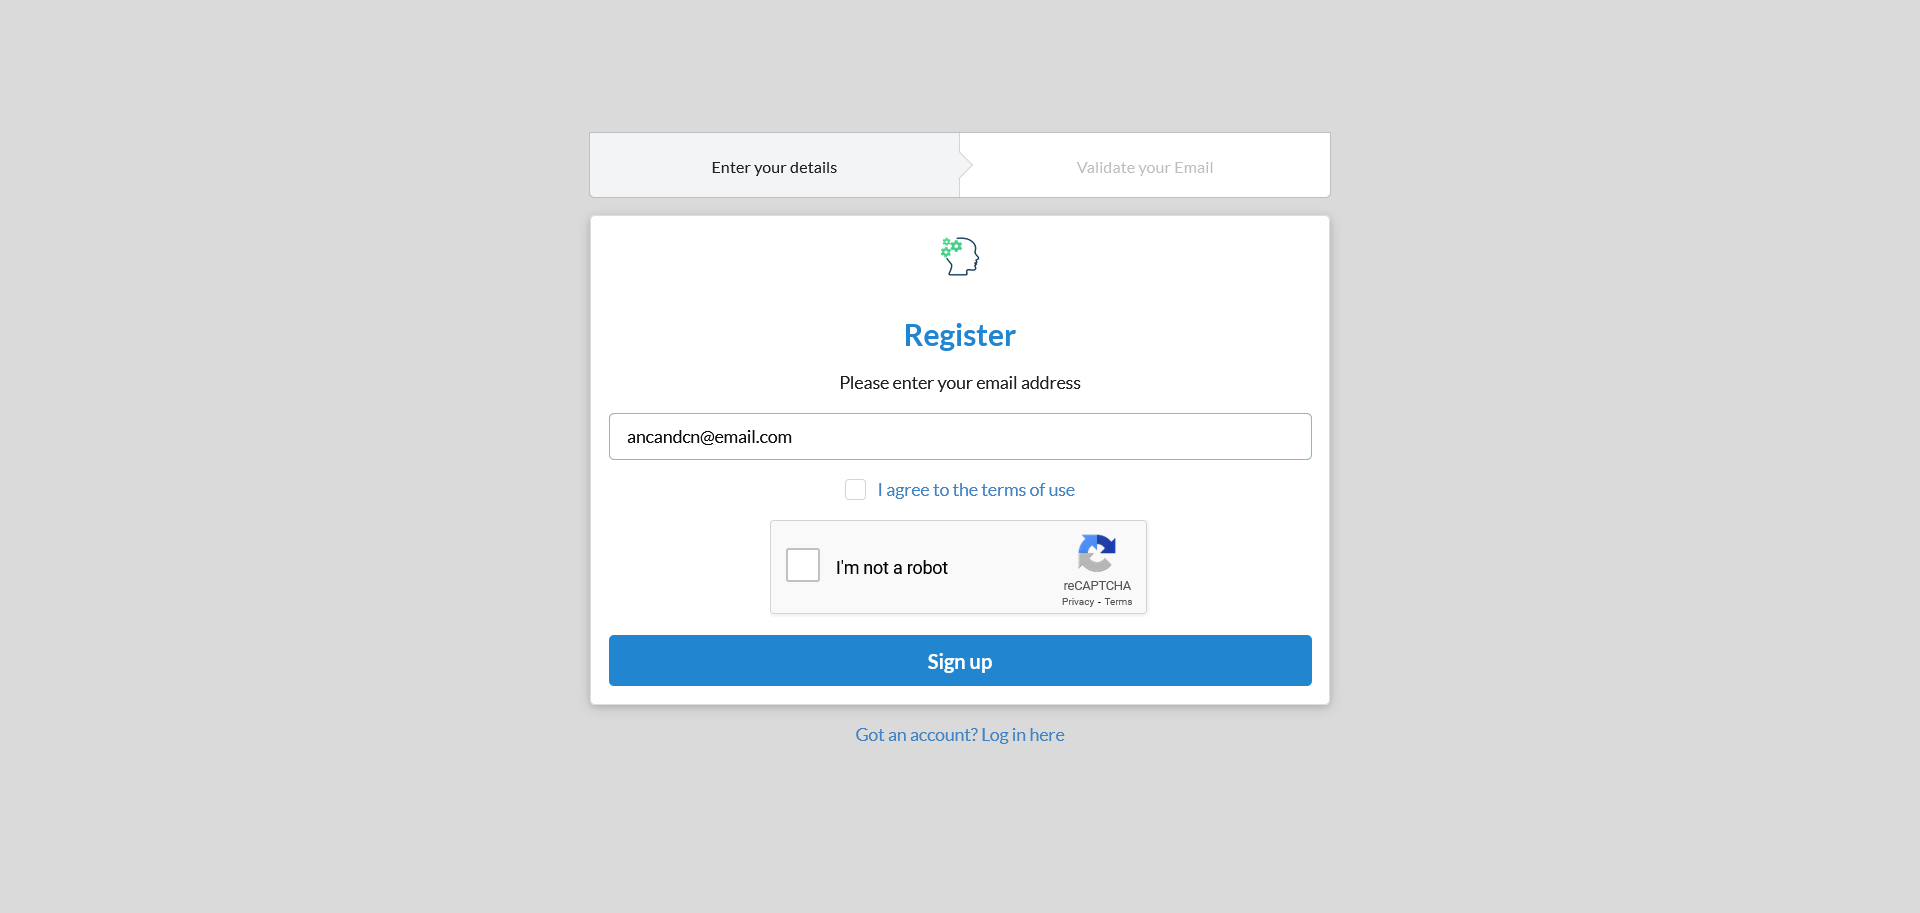 Enter your details
Validate your Email
Register
Please enter your email address
ancandcn@email.com
I agree to the terms of use
I'm not a robot
reCAPTCHA
Privacy - Terms
Sign up
Got an account? Log in here